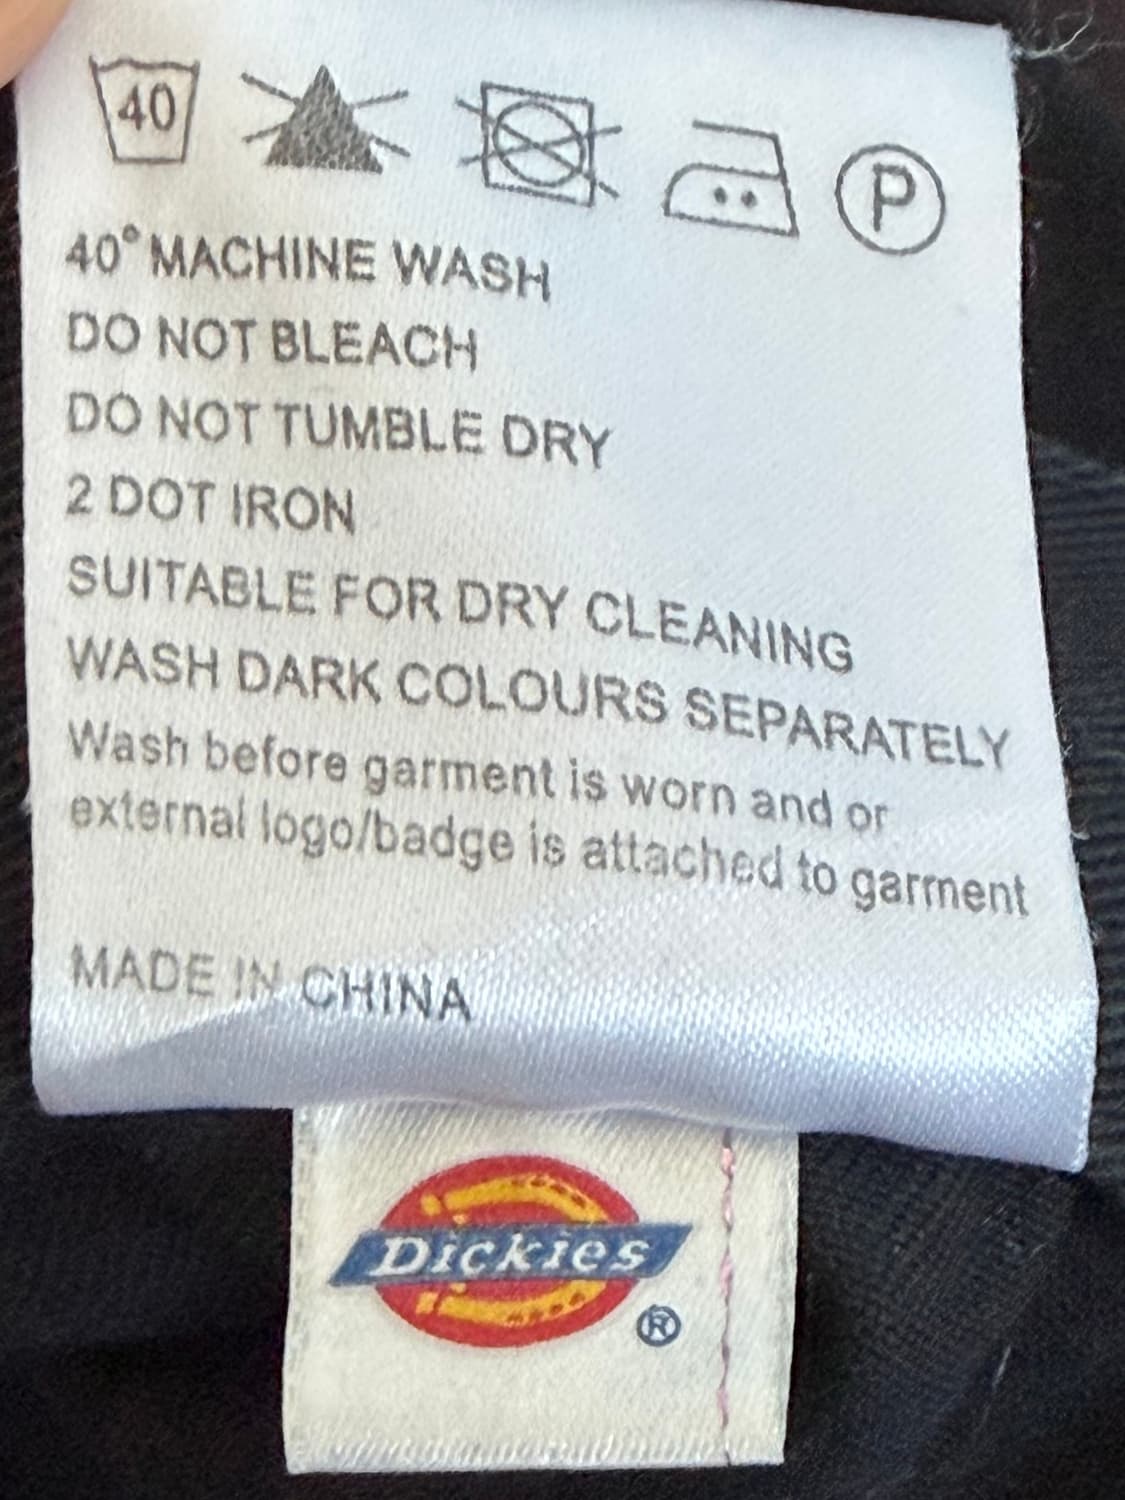 40
P
40° MACHINE WASH
DO NOT BLEACH
DO NOT TUMBLE DRY
2 DOT IRON
SUITABLE FOR DRY CLEANING
WASH DARK COLOURS SEPARATELY
Wash before garment is worn and or
external logo/badge is attached to garment
MADE IN CHINA
Dickies
®